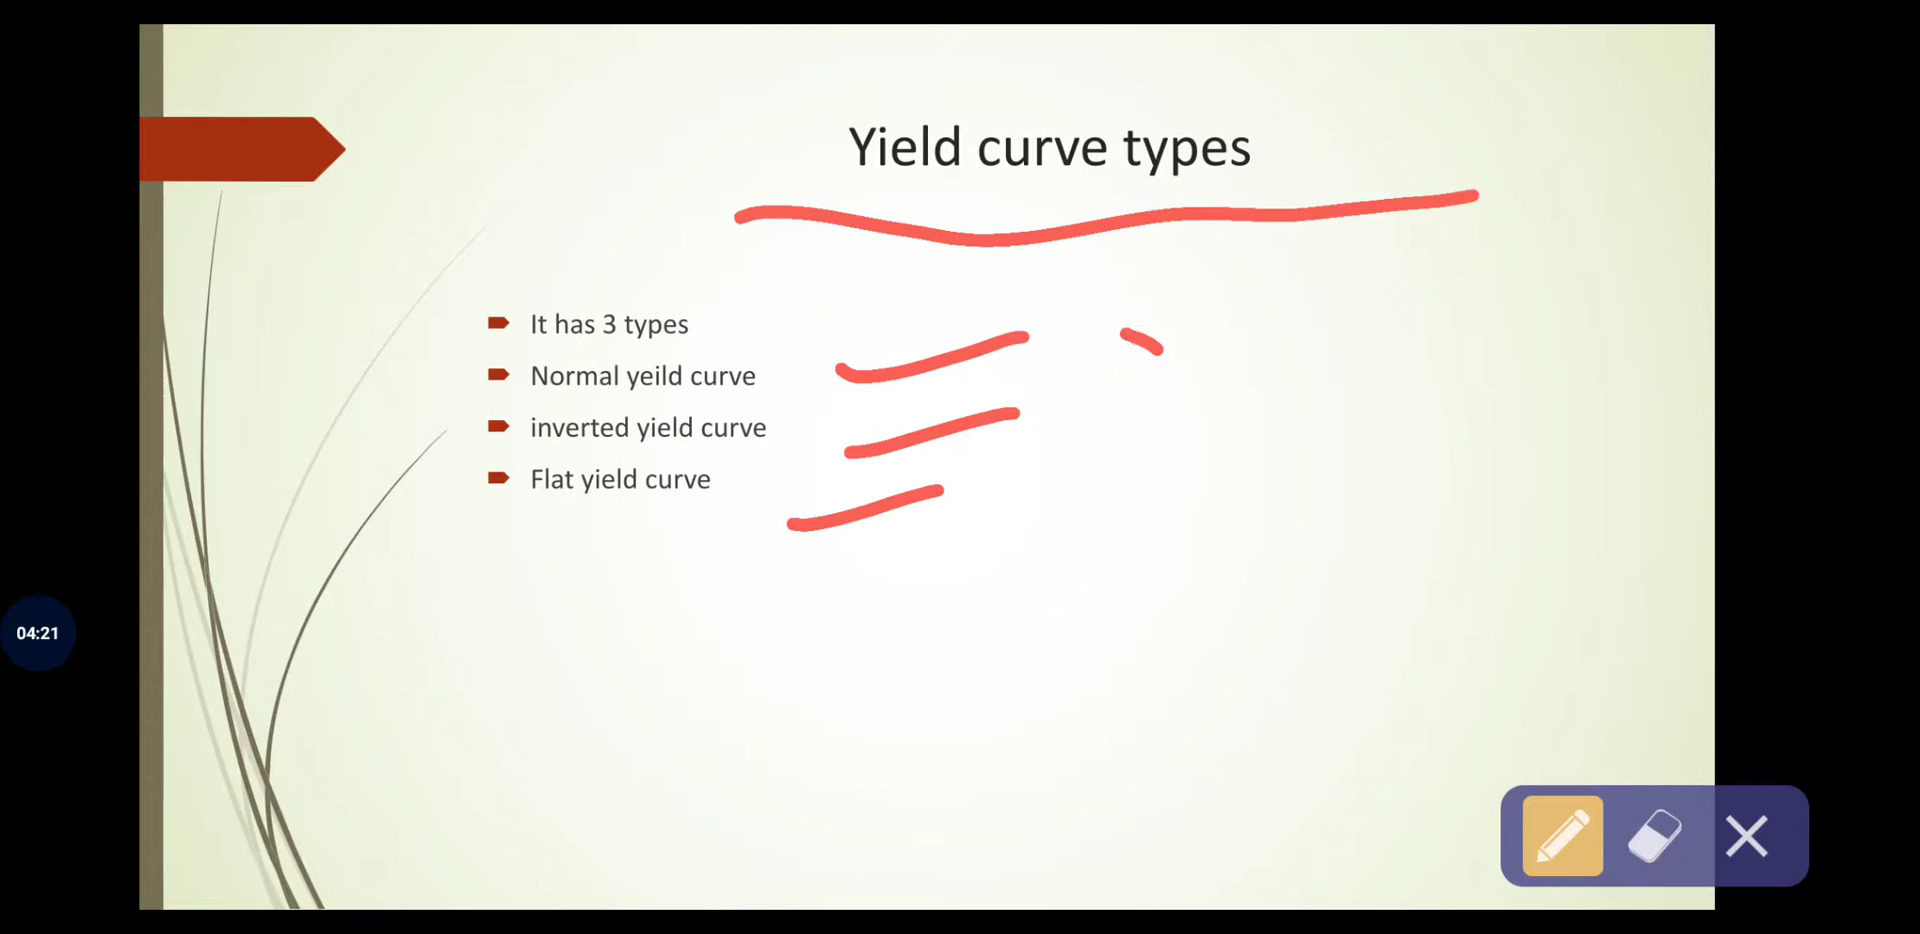 Yield curve types
It has 3 types
Normal yeild curve
inverted yield curve
Flat yield curve
04:21